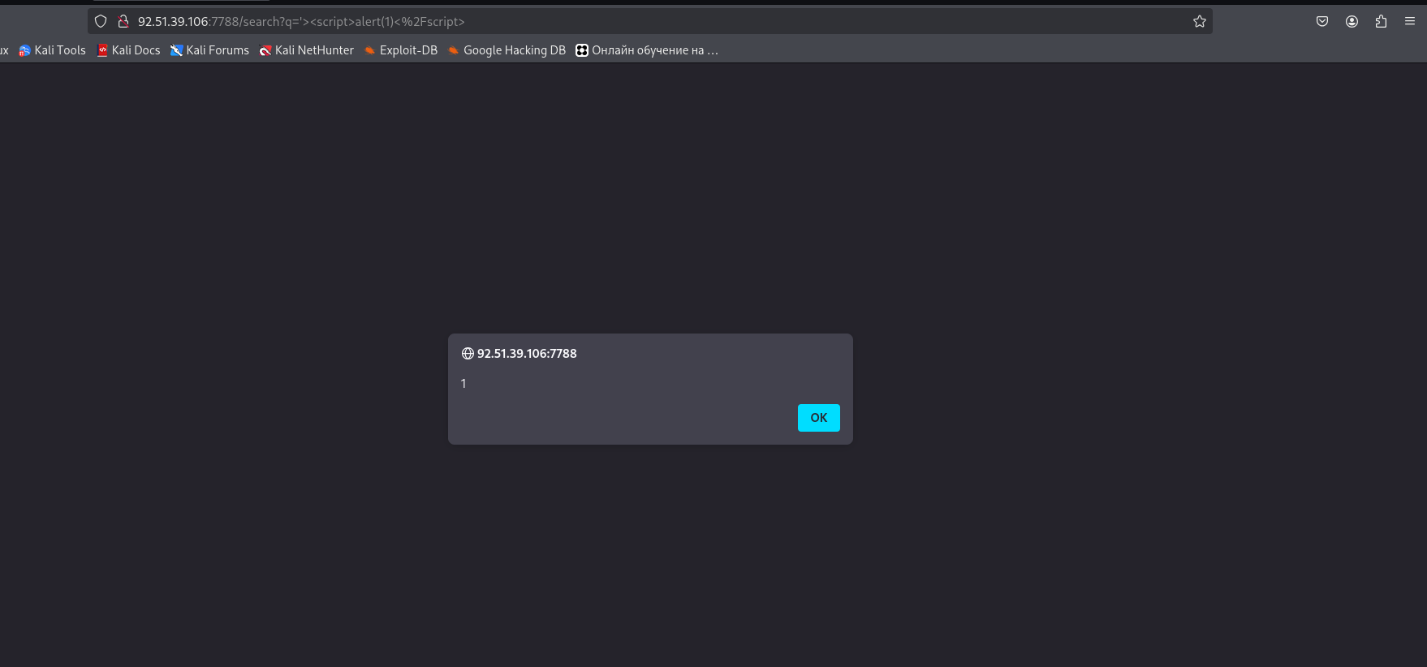 92.51.39.106:7788/search?q='><script>alert(1)<%2Fscript>
ux Kali Tools Kali Docs Kali Forums Kali NetHunter Exploit-DB Google Hacking DB Онлайн обучение на ...
92.51.39.106:7788
1
OK